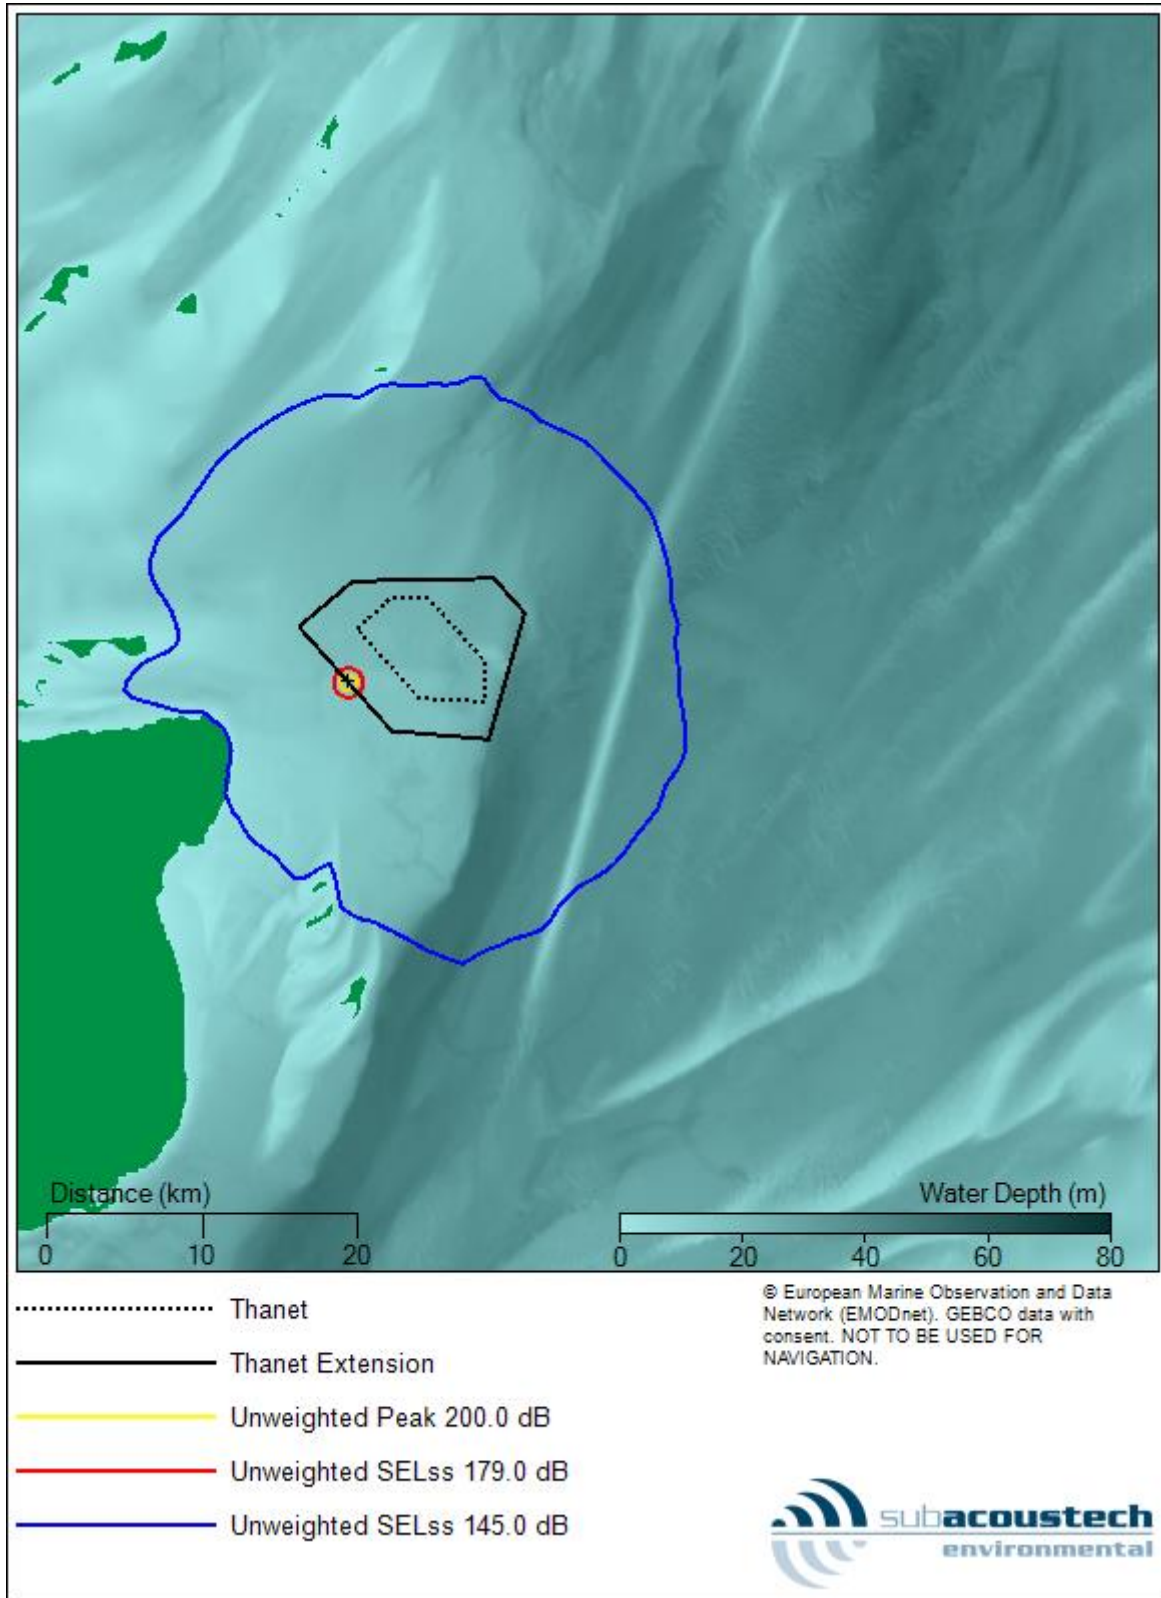 Distance (km)
0 10 20
Water Depth (m)
0 20 40 60 80
© European Marine Observation and Data
Network (EMODnet). GEBCO data with
consent. NOT TO BE USED FOR
NAVIGATION.
Thanet
Thanet Extension
Unweighted Peak 200.0 dB
Unweighted SELss 179.0 dB
Unweighted SELss 145.0 dB
subacoustech
environmental